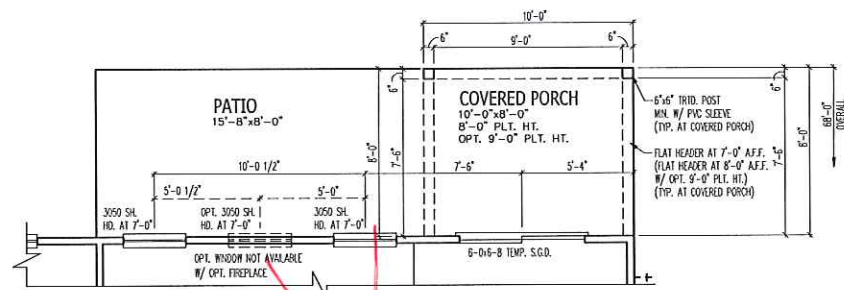 10'-0"
6"
9'-0"
6"
6"
6"
PATIO
15'-8"x8'-0"
COVERED PORCH
10'-0"x8'-0"
8'-0" PLT. HT.
OPT. 9'-0" PLT. HT.
6"x6" TRTD. POST
MIN. W/ PVC SLEEVE
(TYP. AT COVERED PORCH)
FLAT HEADER AT 7'-0" A.F.F.
(FLAT HEADER AT 8'-0" A.F.F.
W/ OPT. 9'-0" PLT. HT.)
(TYP. AT COVERED PORCH)
8'-0"
7'-6"
7'-6"
8'-0"
68'-0"
OVERALL
10'-0 1/2"
7'-6"
5'-4"
5'-0 1/2"
5'-0"
3050 SH.
HD. AT 7'-0"
OPT. 3050 SH.
HD. AT 7'-0"
3050 SH.
HD. AT 7'-0"
OPT. WINDOW NOT AVAILABLE
W/ OPT. FIREPLACE
6-0x6-8 TEMP. S.G.D.